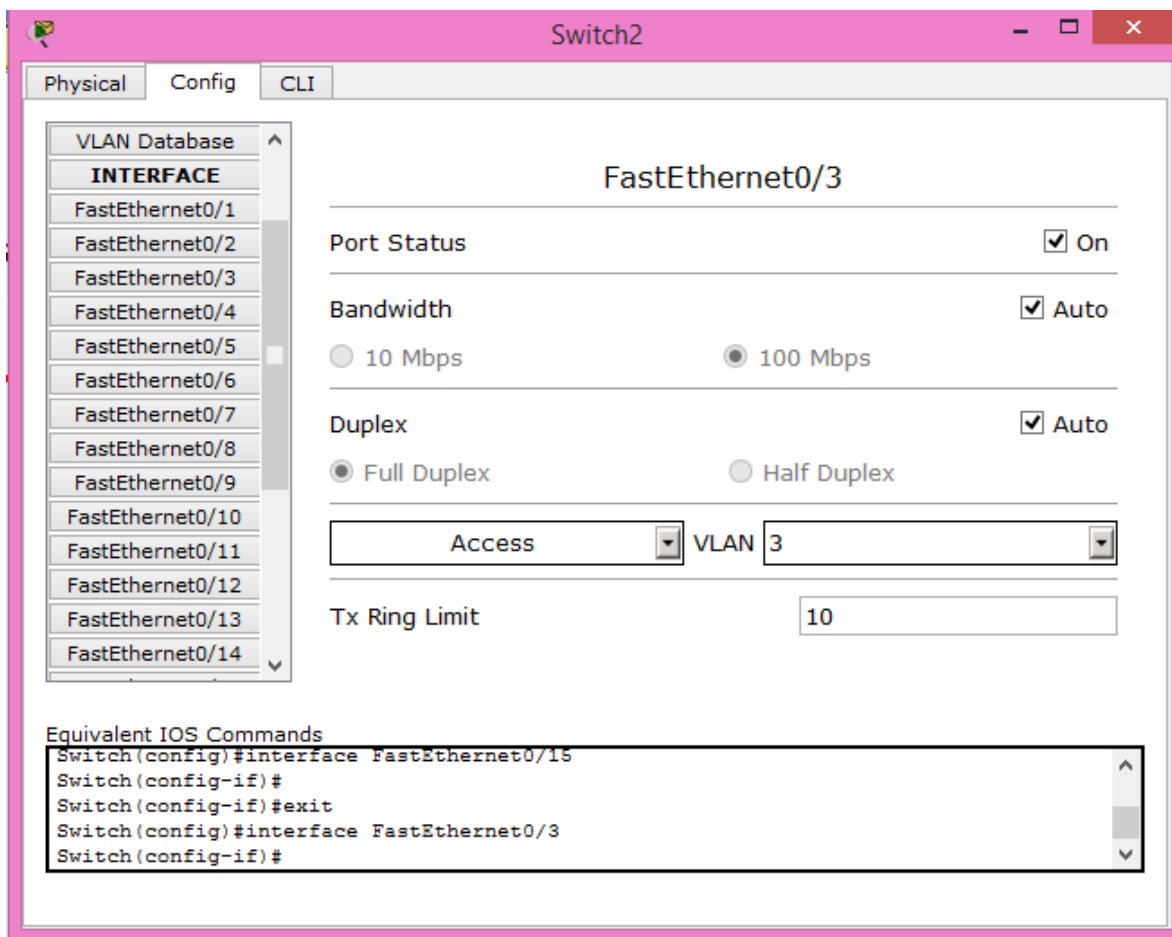 Switch2
Physical Config CLI
VLAN Database
INTERFACE
FastEthernet0/1
FastEthernet0/2
FastEthernet0/3
FastEthernet0/4
FastEthernet0/5
FastEthernet0/6
FastEthernet0/7
FastEthernet0/8
FastEthernet0/9
FastEthernet0/10
FastEthernet0/11
FastEthernet0/12
FastEthernet0/13
FastEthernet0/14
FastEthernet0/3
Port Status On
Bandwidth Auto
10 Mbps 100 Mbps
Duplex Auto
Full Duplex Half Duplex
Access VLAN 3
Tx Ring Limit 10
Equivalent IOS Commands
Switch(config)#interface FastEthernet0/15
Switch(config-if)#
Switch(config-if)#exit
Switch(config)#interface FastEthernet0/3
Switch(config-if)#